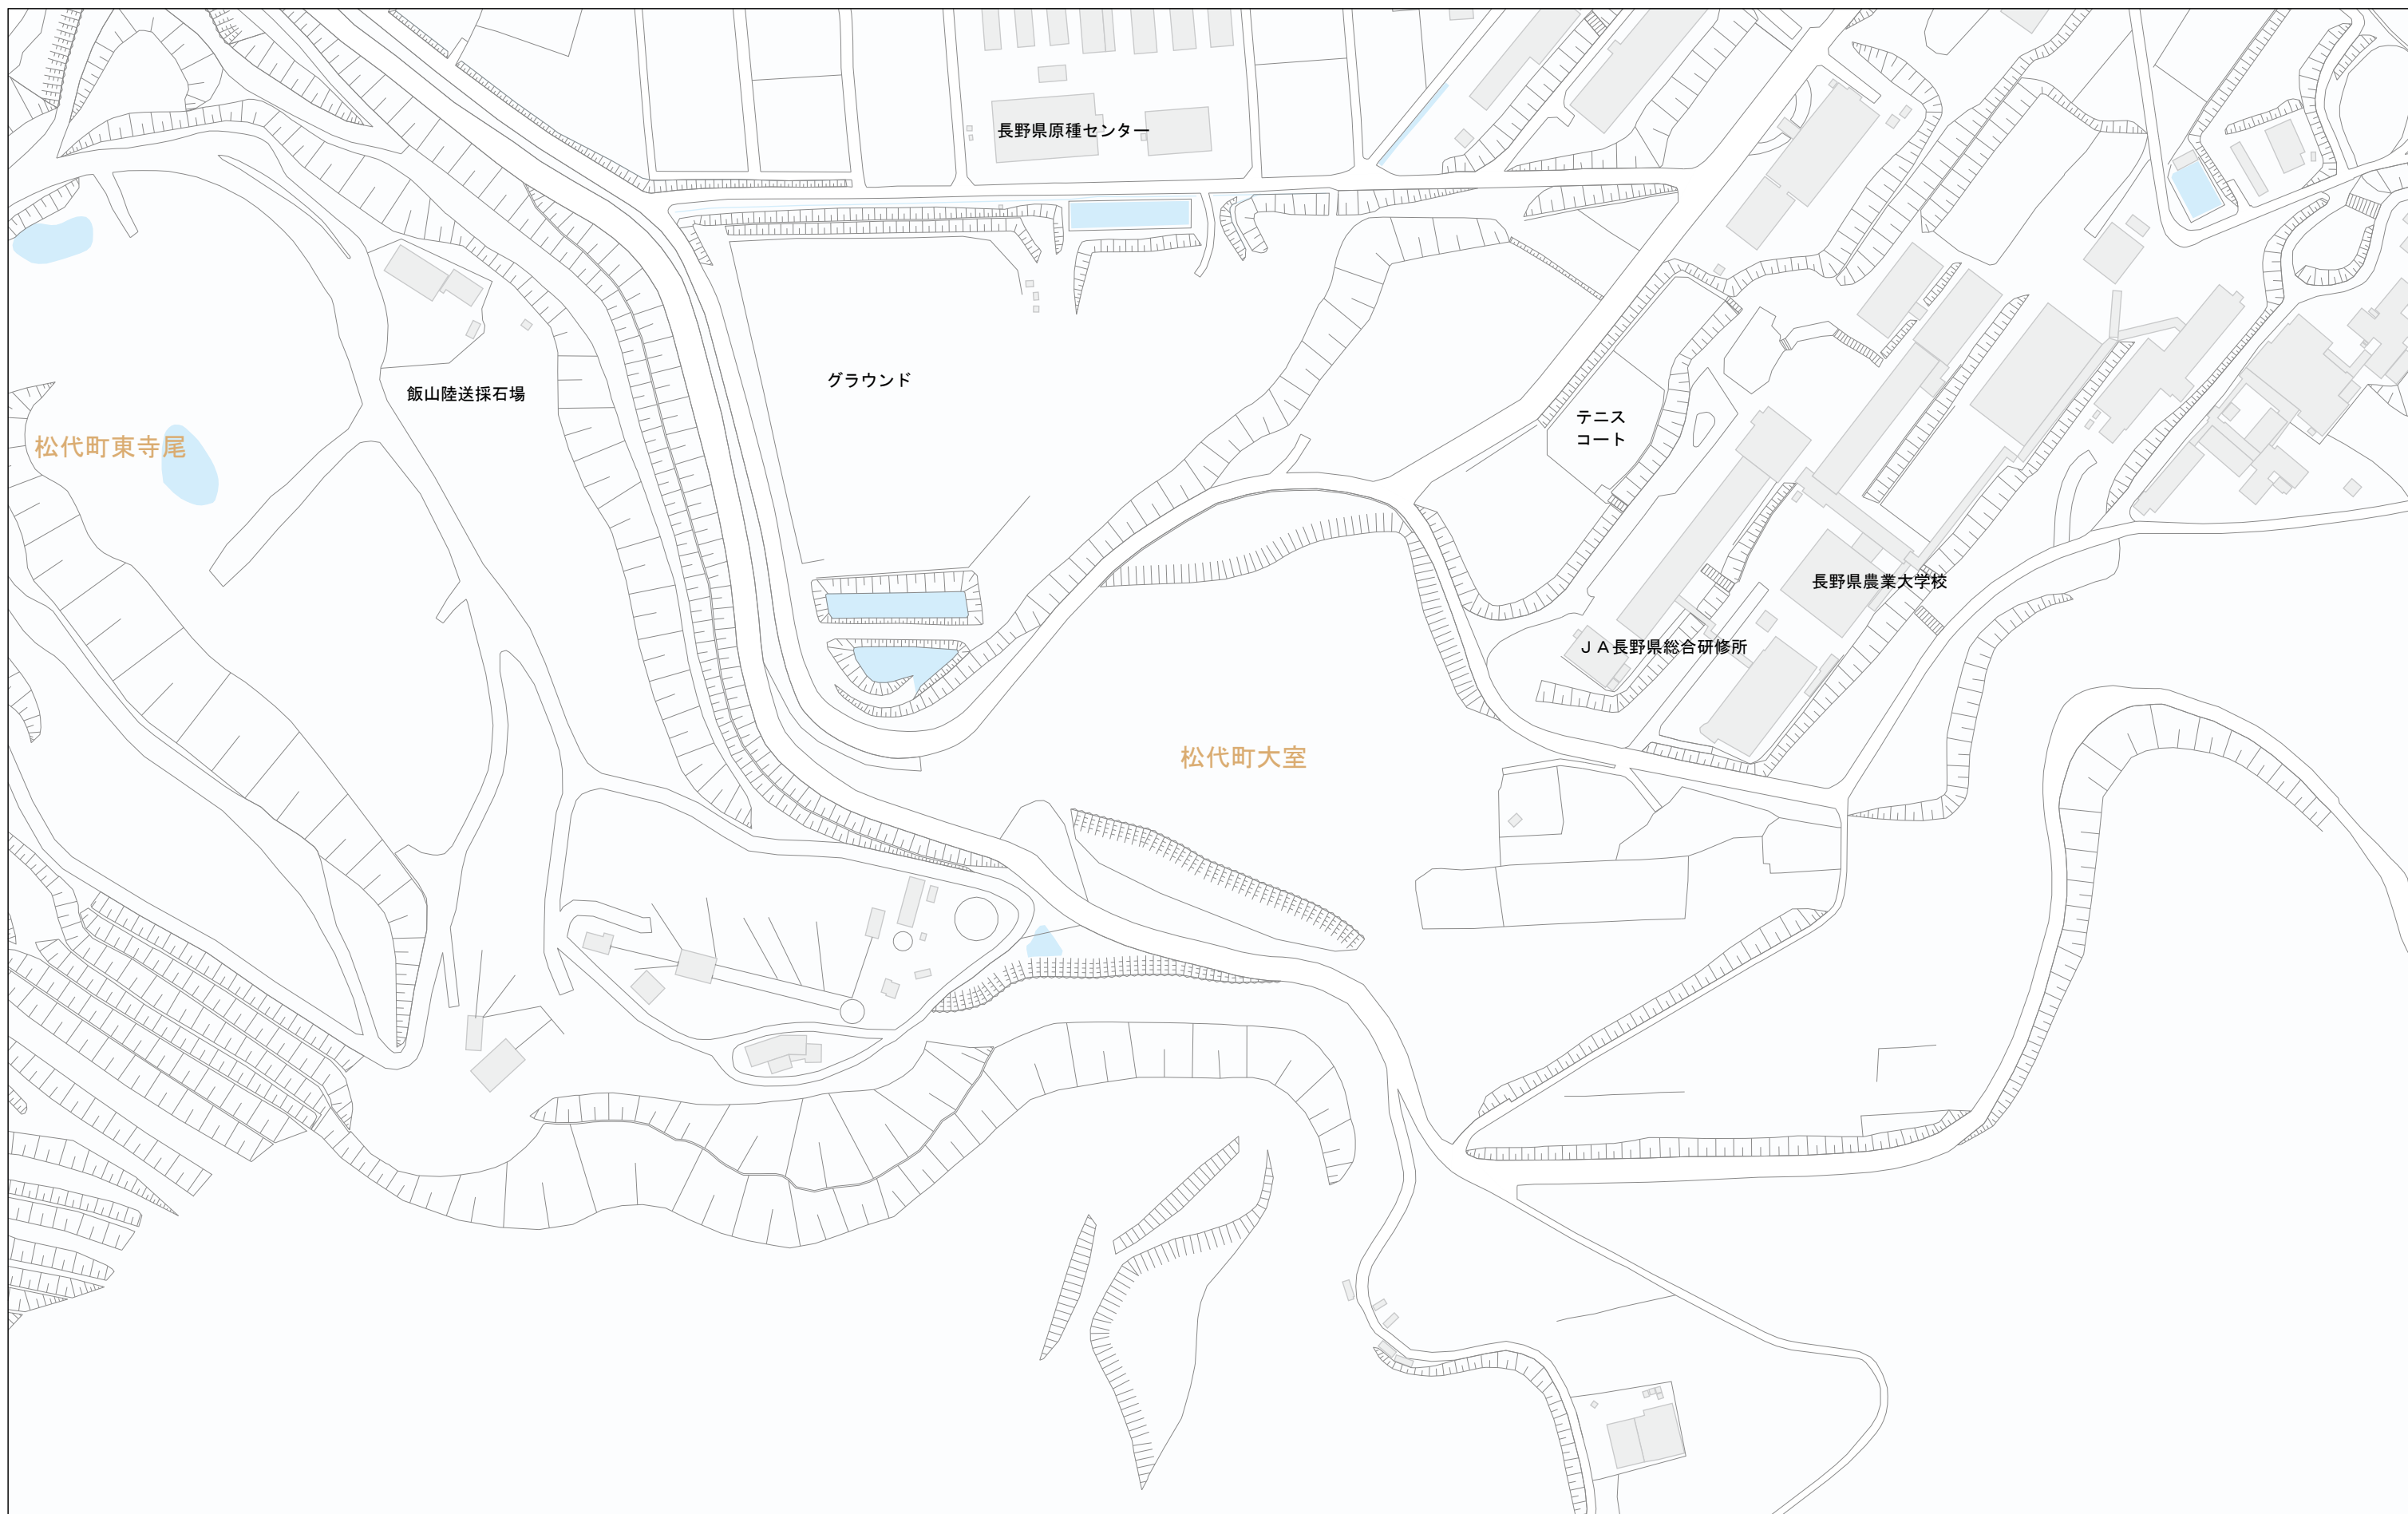 長野県原種センター
グラウンド
飯山陸送採石場
テニス
コート
松代町東寺尾
長野県農業大学校
ＪＡ長野県総合研修所
松代町大室